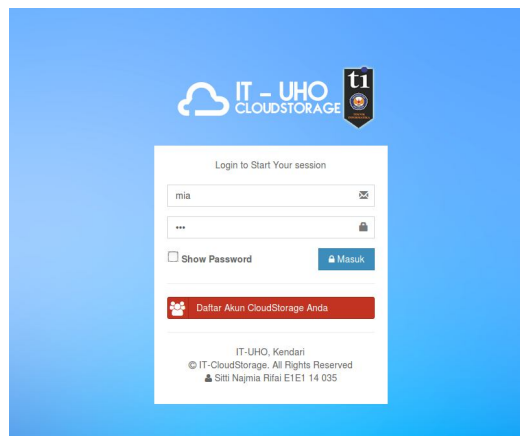 IT - UHO
CLOUDSTORAGE
ti
Login to Start Your session
mia
•••
Show Password
Masuk
Daftar Akun CloudStorage Anda
IT-UHO, Kendari
© IT-CloudStorage. All Rights Reserved
Sitti Najmia Rifai E1E1 14 035